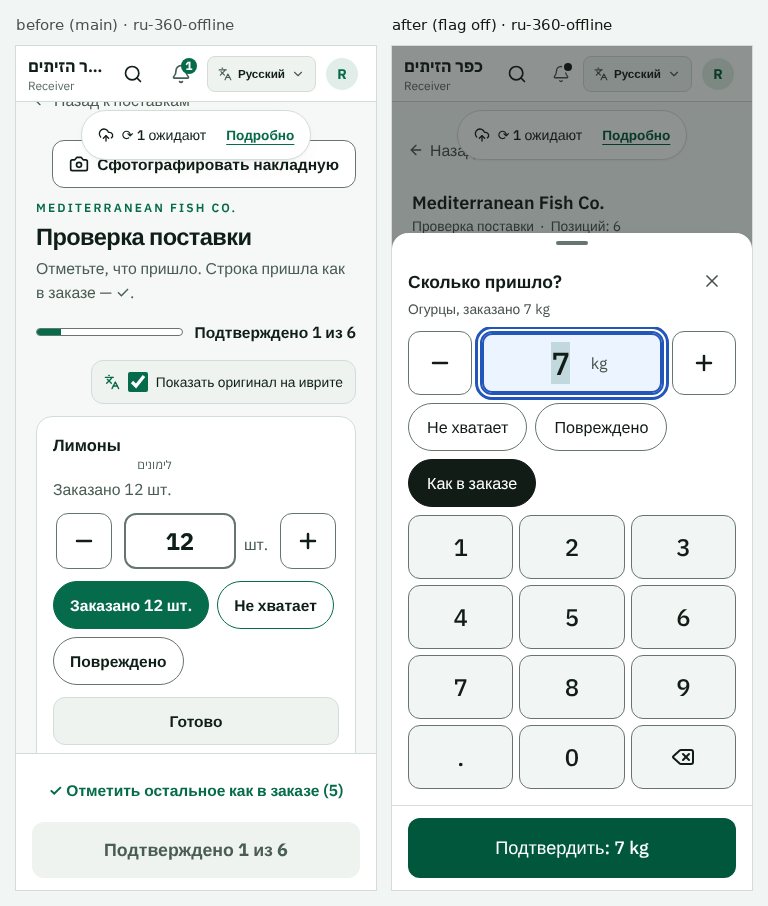 before (main) · ru-360-offline
כפר הזיתים...
Receiver
1
Русский
R
Назад к поставкам
⟳ 1 ожидают
Подробно
Сфотографировать накладную
MEDITERRANEAN FISH CO.
Проверка поставки
Отметьте, что пришло. Строка пришла как
в заказе — ✓.
Подтверждено 1 из 6
Показать оригинал на иврите
Лимоны
לימונים
Заказано 12 шт.
−
12
шт.
+
Заказано 12 шт.
Не хватает
Повреждено
Готово
✓ Отметить остальное как в заказе (5)
Подтверждено 1 из 6
after (flag off) · ru-360-offline
כפר הזיתים
Receiver
Русский
R
⟳ 1 ожидают
Подробно
Mediterranean Fish Co.
Проверка поставки · Позиций: 6
Сколько пришло?
Огурцы, заказано 7 kg
−
7
kg
+
Не хватает
Повреждено
Как в заказе
1
2
3
4
5
6
7
8
9
.
0
Подтвердить: 7 kg